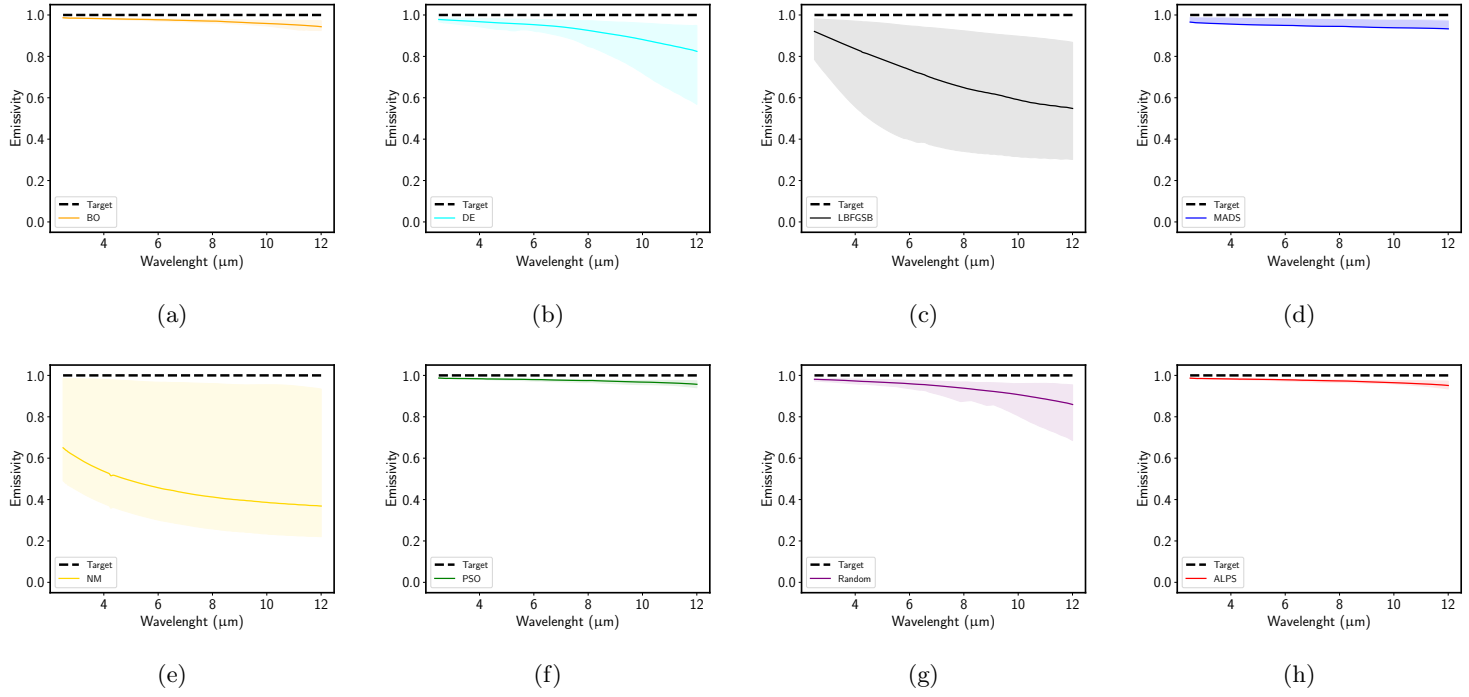 1.0
0.8
0.6
0.4
0.2
0.0
Emissivity
Target
BO
4 6 8 10 12
Wavelenght (μm)
(a)
1.0
0.8
0.6
0.4
0.2
0.0
Emissivity
Target
DE
4 6 8 10 12
Wavelenght (μm)
(b)
1.0
0.8
0.6
0.4
0.2
0.0
Emissivity
Target
LBFGSB
4 6 8 10 12
Wavelenght (μm)
(c)
1.0
0.8
0.6
0.4
0.2
0.0
Emissivity
Target
MADS
4 6 8 10 12
Wavelenght (μm)
(d)
1.0
0.8
0.6
0.4
0.2
0.0
Emissivity
Target
NM
4 6 8 10 12
Wavelenght (μm)
(e)
1.0
0.8
0.6
0.4
0.2
0.0
Emissivity
Target
PSO
4 6 8 10 12
Wavelenght (μm)
(f)
1.0
0.8
0.6
0.4
0.2
0.0
Emissivity
Target
Random
4 6 8 10 12
Wavelenght (μm)
(g)
1.0
0.8
0.6
0.4
0.2
0.0
Emissivity
Target
ALPS
4 6 8 10 12
Wavelenght (μm)
(h)